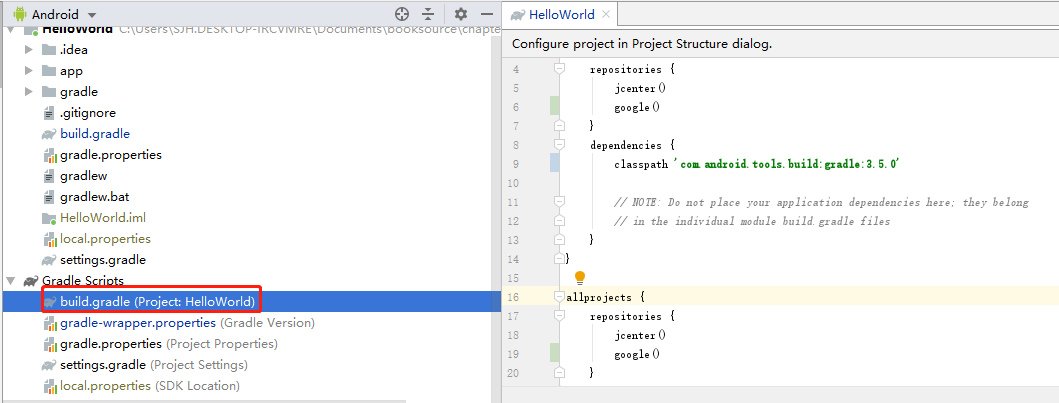 Android
HelloWorld C:\Users\SJH.DESKTOP-IRCVMRE\Documents\booksource\chapte
.idea
app
gradle
.gitignore
build.gradle
gradle.properties
gradlew
gradlew.bat
HelloWorld.iml
local.properties
settings.gradle
Gradle Scripts
build.gradle (Project: HelloWorld)
gradle-wrapper.properties (Gradle Version)
gradle.properties (Project Properties)
settings.gradle (Project Settings)
local.properties (SDK Location)
HelloWorld
Configure project in Project Structure dialog.
4 repositories {
5 jcenter()
6 google()
7 }
8 dependencies {
9 classpath 'com.android.tools.build:gradle:3.5.0'
10
11 // NOTE: Do not place your application dependencies here; they belong
12 // in the individual module build.gradle files
13 }
14 }
15
16 allprojects {
17 repositories {
18 jcenter()
19 google()
20 }